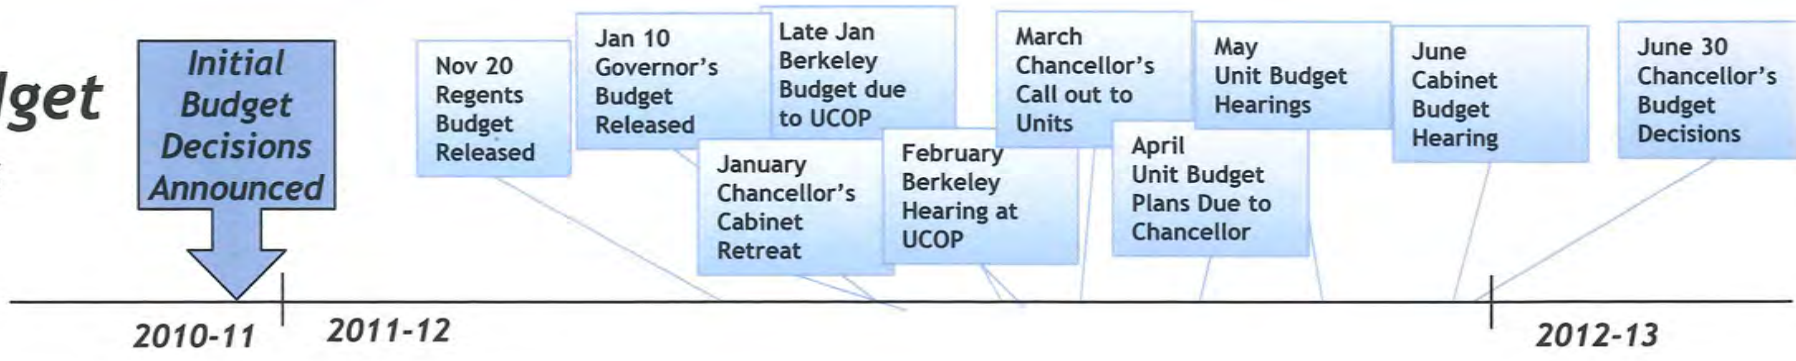 Initial
Budget
Decisions
Announced
Nov 20
Regents
Budget
Released
Jan 10
Governor's
Budget
Released
Late Jan
Berkeley
Budget due
to UCOP
January
Chancellor's
Cabinet
Retreat
February
Berkeley
Hearing at
UCOP
March
Chancellor's
Call out to
Units
April
Unit Budget
Plans Due to
Chancellor
May
Unit Budget
Hearings
June
Cabinet
Budget
Hearing
June 30
Chancellor's
Budget
Decisions
2010-11
2011-12
2012-13